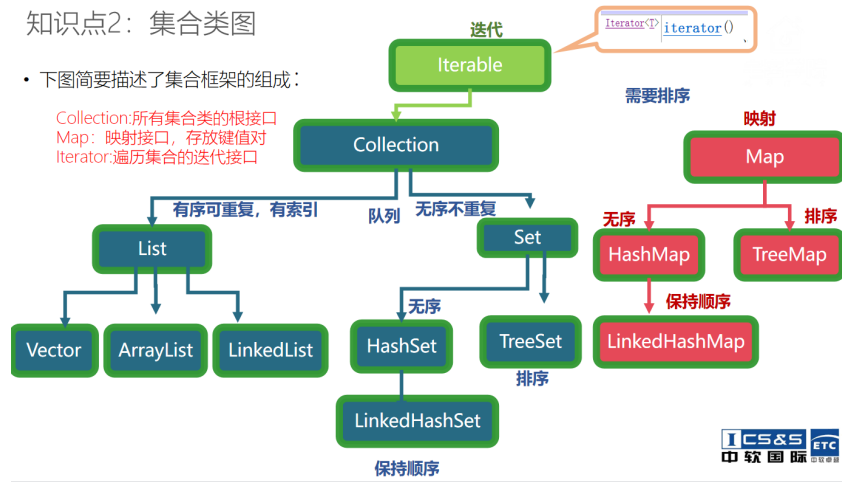 知识点2：集合类图
迭代
Iterator<T> iterator()
Iterable
• 下图简要描述了集合框架的组成：
需要排序
Collection:所有集合类的根接口
Map：映射接口，存放键值对
Iterator:遍历集合的迭代接口
映射
Collection
Map
有序可重复，有索引
队列
无序不重复
无序
排序
List
Set
HashMap
TreeMap
无序
保持顺序
Vector
ArrayList
LinkedList
HashSet
TreeSet
LinkedHashMap
排序
LinkedHashSet
保持顺序
ICS&S
中软国际
ETC